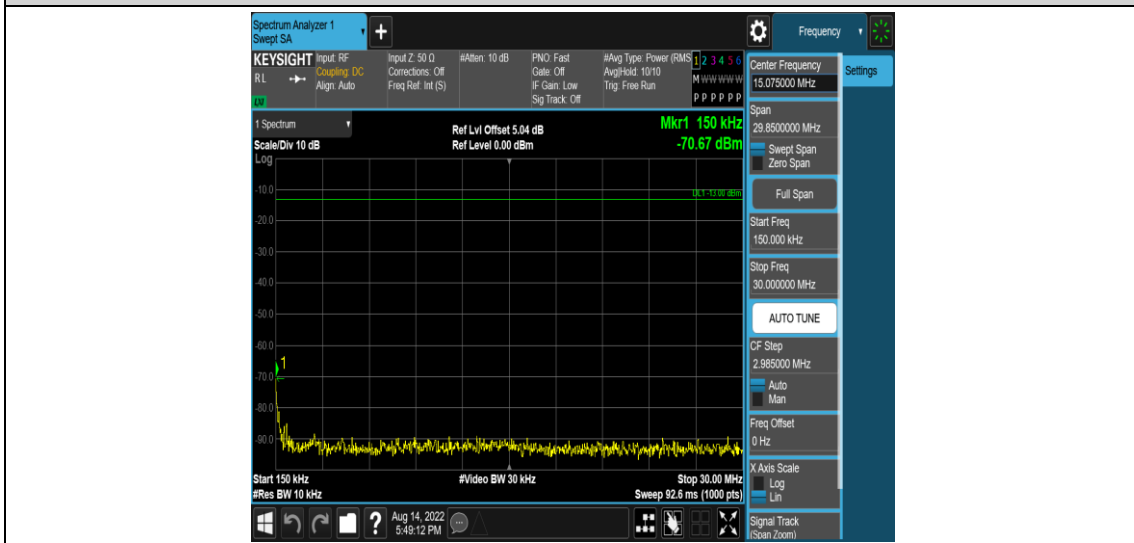 Spectrum Analyzer 1
Swept SA
Frequency
KEYSIGHT
RL
Input: RF
Coupling: DC
Align: Auto
Input Z: 50 Ω
Corrections: Off
Freq Ref: Int (S)
#Atten: 10 dB
PNO: Fast
Gate: Off
IF Gain: Low
Sig Track: Off
#Avg Type: Power (RMS
Avg|Hold: 10/10
Trig: Free Run
1 2 3 4 5 6
M W W W W W
P P P P P P
1 Spectrum
Scale/Div 10 dB
Ref Lvl Offset 5.04 dB
Ref Level 0.00 dBm
Mkr1 150 kHz
-70.67 dBm
Log
DL1 -13.00 dBm
-10.0
-20.0
-30.0
-40.0
-50.0
-60.0
-70.0
-80.0
-90.0
1
Start 150 kHz
#Res BW 10 kHz
#Video BW 30 kHz
Stop 30.00 MHz
Sweep 92.6 ms (1000 pts)
Aug 14, 2022
5:49:12 PM
Center Frequency
15.075000 MHz
Settings
Span
29.8500000 MHz
Swept Span
Zero Span
Full Span
Start Freq
150.000 kHz
Stop Freq
30.000000 MHz
AUTO TUNE
CF Step
2.985000 MHz
Auto
Man
Freq Offset
0 Hz
X Axis Scale
Log
Lin
Signal Track
(Span Zoom)